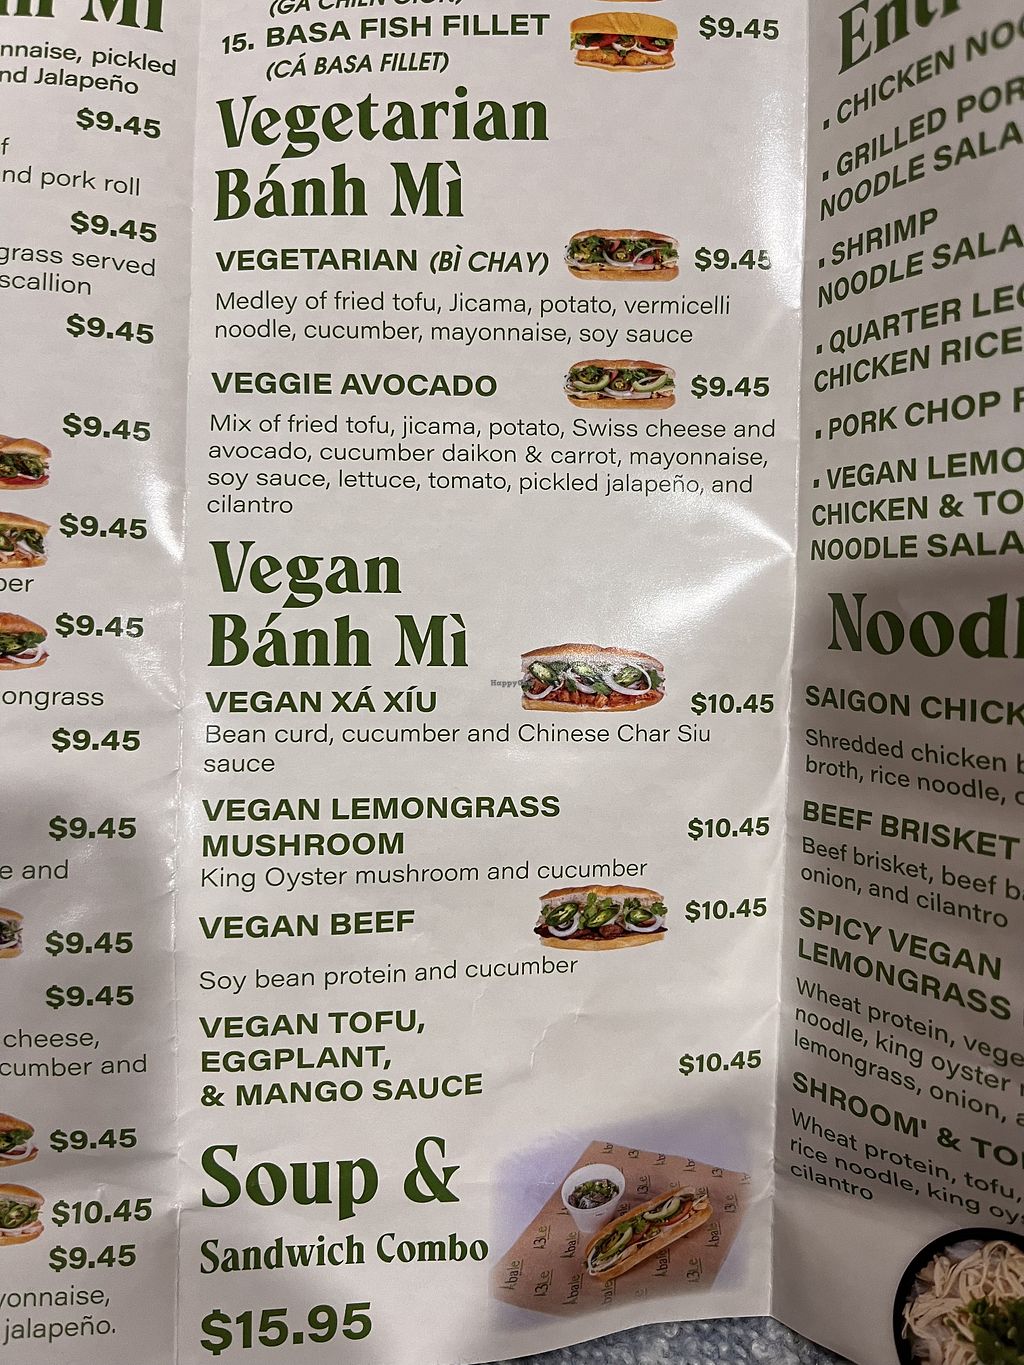 nnaise, pickled
nd Jalapeño
$9.45
f
nd pork roll
$9.45
grass served
scallion
$9.45
$9.45
$9.45
ber
$9.45
ongrass
$9.45
$9.45
e and
$9.45
$9.45
cheese,
cumber and
$9.45
$10.45
$9.45
yonnaise,
jalapeño.
15. BASA FISH FILLET $9.45
(CÁ BASA FILLET)
Vegetarian
Bánh Mì
VEGETARIAN (BÌ CHAY) $9.45
Medley of fried tofu, Jicama, potato, vermicelli
noodle, cucumber, mayonnaise, soy sauce
VEGGIE AVOCADO $9.45
Mix of fried tofu, jicama, potato, Swiss cheese and
avocado, cucumber daikon & carrot, mayonnaise,
soy sauce, lettuce, tomato, pickled jalapeño, and
cilantro
Vegan
Bánh Mì
VEGAN XÁ XÍU $10.45
Bean curd, cucumber and Chinese Char Siu
sauce
VEGAN LEMONGRASS
MUSHROOM $10.45
King Oyster mushroom and cucumber
VEGAN BEEF $10.45
Soy bean protein and cucumber
VEGAN TOFU,
EGGPLANT,
& MANGO SAUCE $10.45
Soup &
Sandwich Combo
$15.95
. CHICKEN NOO
. GRILLED POR
NOODLE SALA
. SHRIMP
NOODLE SALA
. QUARTER LEG
CHICKEN RICE
. PORK CHOP
. VEGAN LEMO
CHICKEN & TO
NOODLE SALA
Noodl
SAIGON CHICK
Shredded chicken
broth, rice noodle,
BEEF BRISKET
Beef brisket, beef ba
onion, and cilantro
SPICY VEGAN
LEMONGRASS
Wheat protein, vege
noodle, king oyster
lemongrass, onion,
SHROOM' & TO
Wheat protein, tofu,
rice noodle, king oys
cilantro